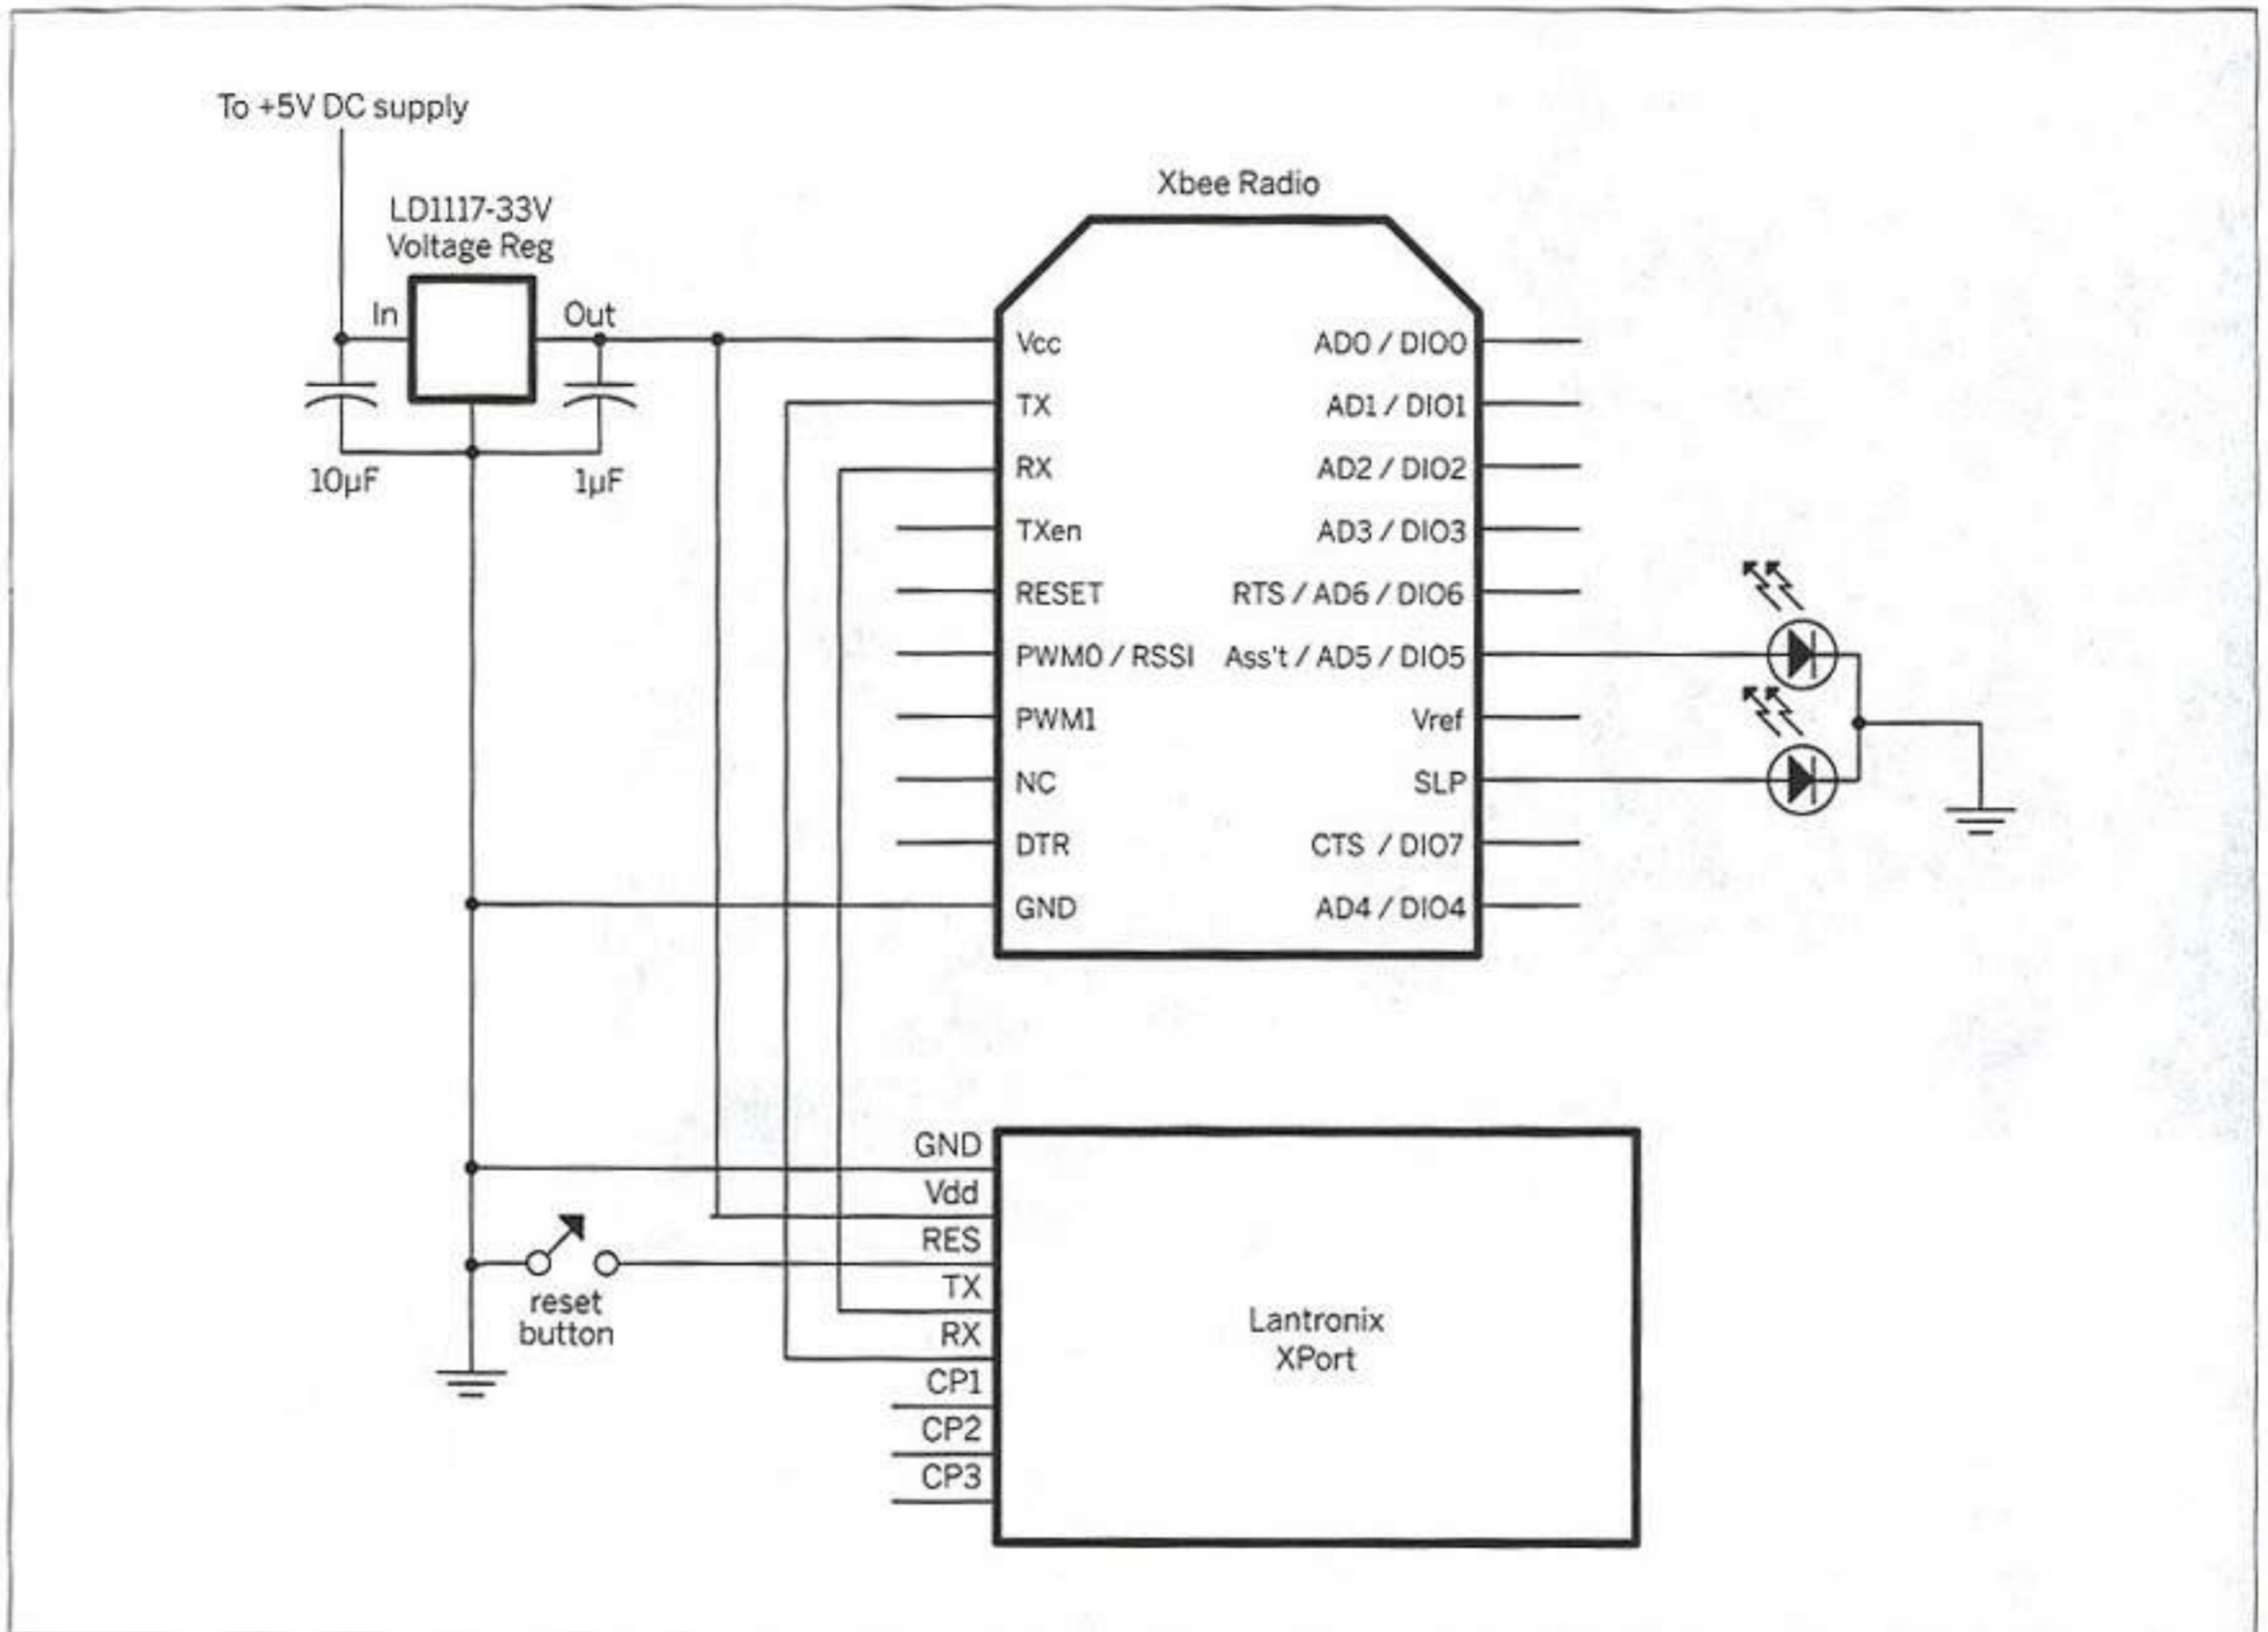 To +5V DC supply
LD1117-33V
Voltage Reg
In
Out
10µF
1µF
Xbee Radio
Vcc
AD0 / DIO0
TX
AD1 / DIO1
RX
AD2 / DIO2
TXen
AD3 / DIO3
RESET
RTS / AD6 / DIO6
PWM0 / RSSI
Ass't / AD5 / DIO5
PWM1
Vref
NC
SLP
DTR
CTS / DIO7
GND
AD4 / DIO4
GND
Vdd
RES
TX
RX
CP1
CP2
CP3
reset
button
Lantronix
XPort